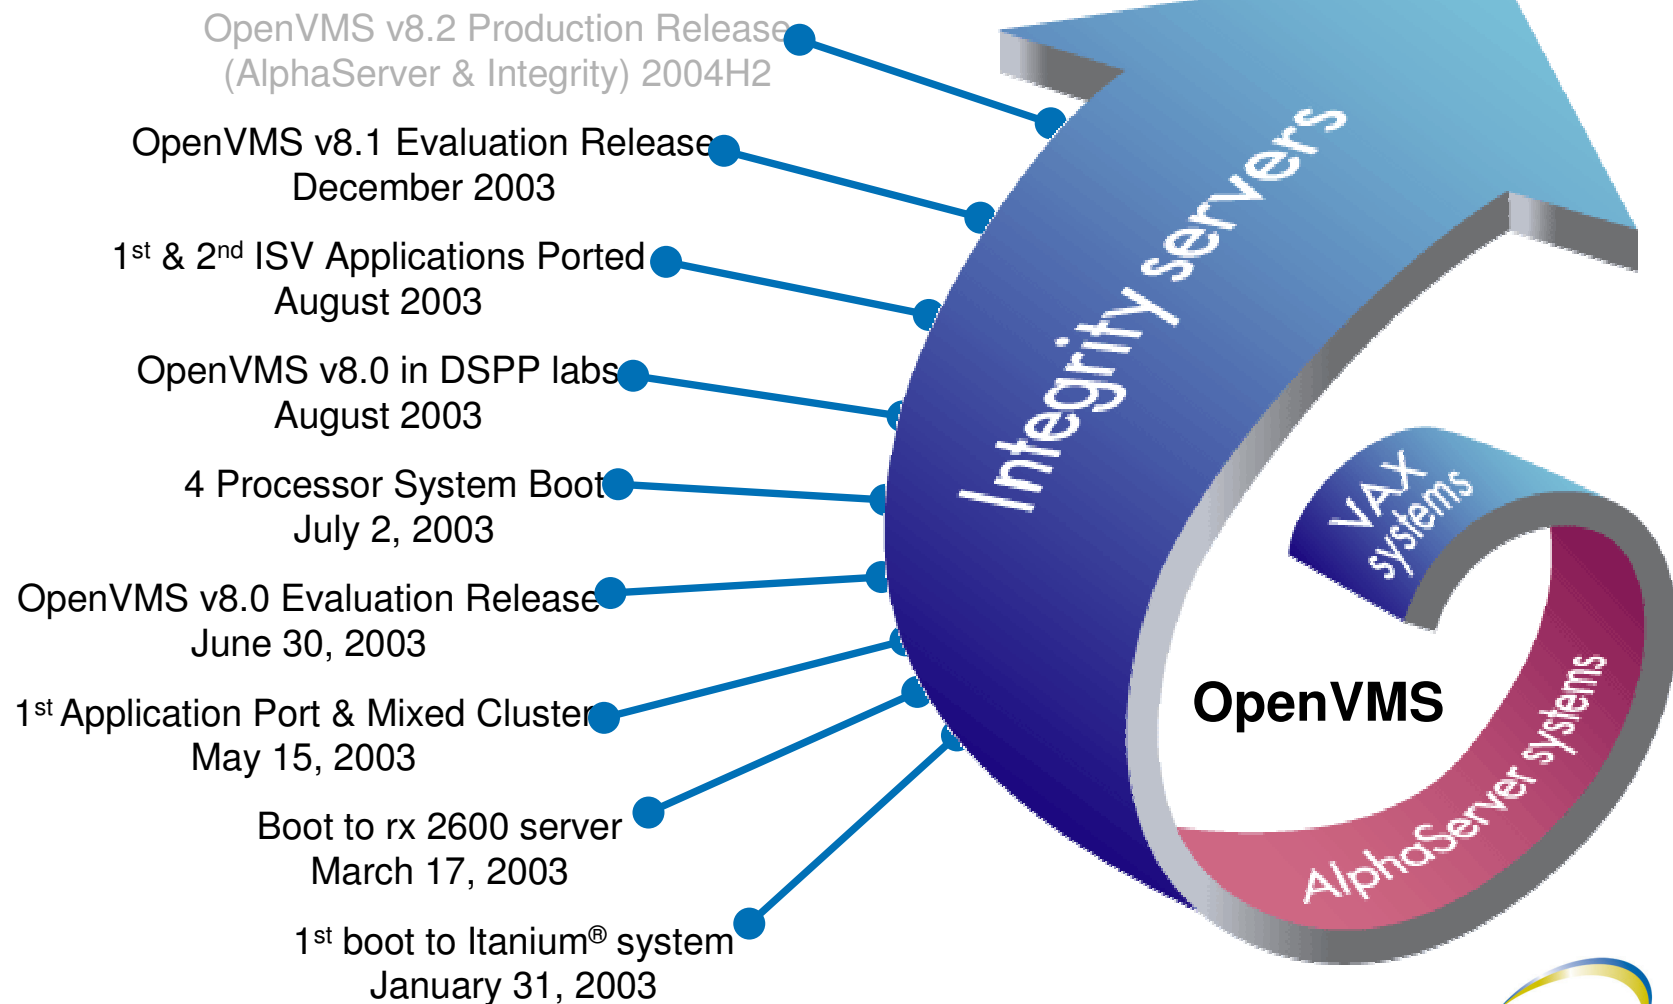 OpenVMS v8.2 Production Release
(AlphaServer & Integrity) 2004H2
OpenVMS v8.1 Evaluation Release
December 2003
1st & 2nd ISV Applications Ported
August 2003
OpenVMS v8.0 in DSPP labs
August 2003
4 Processor System Boot
July 2, 2003
OpenVMS v8.0 Evaluation Release
June 30, 2003
1st Application Port & Mixed Cluster
May 15, 2003
Boot to rx 2600 server
March 17, 2003
1st boot to Itanium® system
January 31, 2003
Integrity servers
VAX
systems
OpenVMS
AlphaServer systems